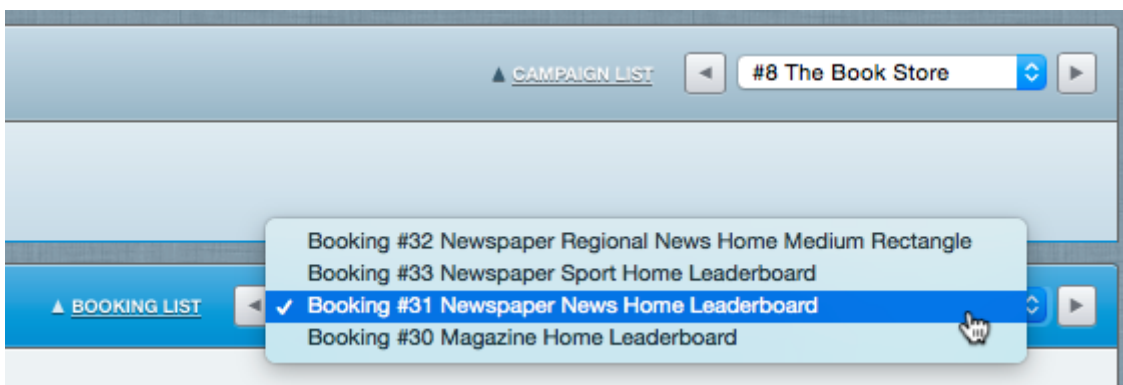 ▲ CAMPAIGN LIST ◀ #8 The Book Store ▶
Booking #32 Newspaper Regional News Home Medium Rectangle
Booking #33 Newspaper Sport Home Leaderboard
▲ BOOKING LIST ◀ ✓ Booking #31 Newspaper News Home Leaderboard ▶
Booking #30 Magazine Home Leaderboard